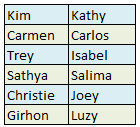 Kim Kathy
Carmen Carlos
Trey Isabel
Sathya Salima
Christie Joey
Girhon Luzy